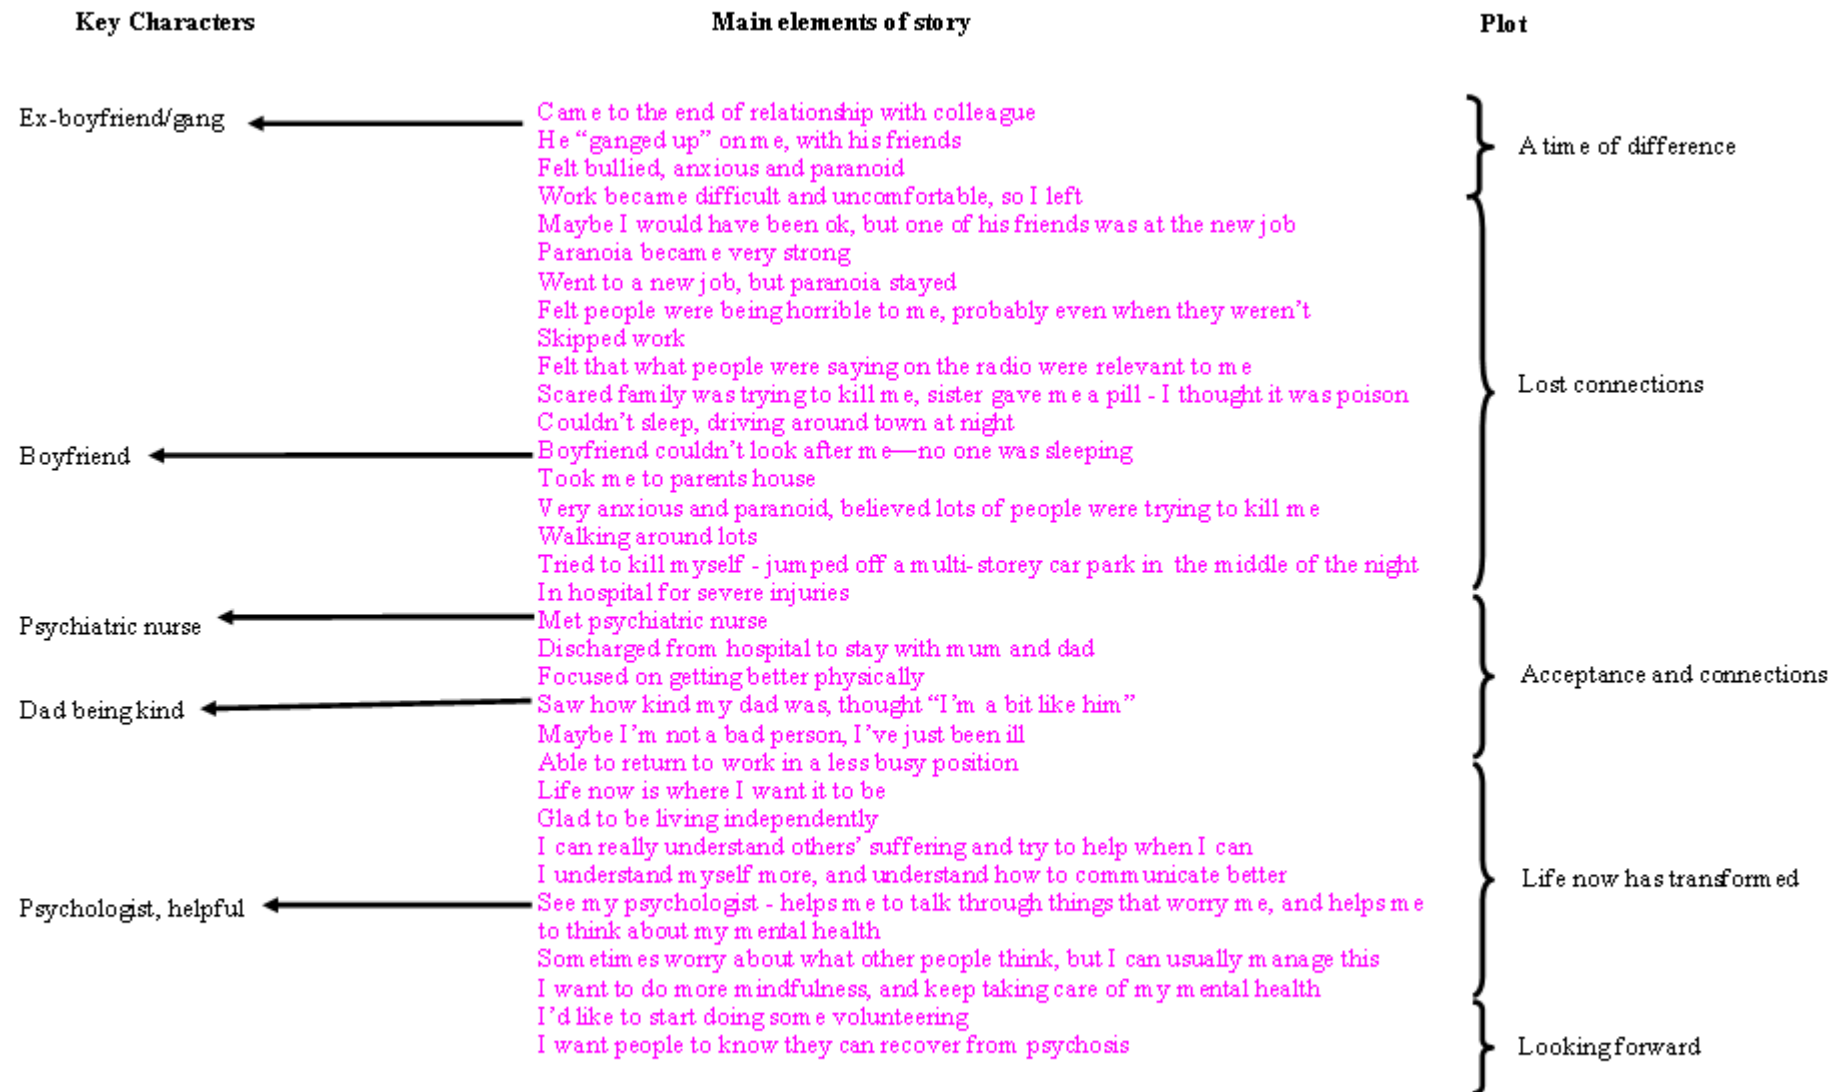 Key Characters Main elements of story Plot
Ex-boyfriend/gang
Came to the end of relationship with colleague
He “ganged up” on me, with his friends
A time of difference
Felt bullied, anxious and paranoid
Work became difficult and uncomfortable, so I left
Maybe I would have been ok, but one of his friends was at the new job
Paranoia became very strong
Went to a new job, but paranoia stayed
Felt people were being horrible to me, probably even when they weren’t
Skipped work
Felt that what people were saying on the radio were relevant to me
Lost connections
Scared family was trying to kill me, sister gave me a pill - I thought it was poison
Couldn’t sleep, driving around town at night
Boyfriend
Boyfriend couldn’t look after me—no one was sleeping
Took me to parents house
Very anxious and paranoid, believed lots of people were trying to kill me
Walking around lots
Tried to kill myself - jumped off a multi-storey car park in the middle of the night
In hospital for severe injuries
Psychiatric nurse
Met psychiatric nurse
Discharged from hospital to stay with mum and dad
Focused on getting better physically
Acceptance and connections
Dad being kind
Saw how kind my dad was, thought “I’m a bit like him”
Maybe I’m not a bad person, I’ve just been ill
Able to return to work in a less busy position
Life now is where I want it to be
Glad to be living independently
I can really understand others’ suffering and try to help when I can
I understand myself more, and understand how to communicate better
Life now has transformed
Psychologist, helpful
See my psychologist - helps me to talk through things that worry me, and helps me
to think about my mental health
Sometimes worry about what other people think, but I can usually manage this
I want to do more mindfulness, and keep taking care of my mental health
I’d like to start doing some volunteering
I want people to know they can recover from psychosis
Looking forward